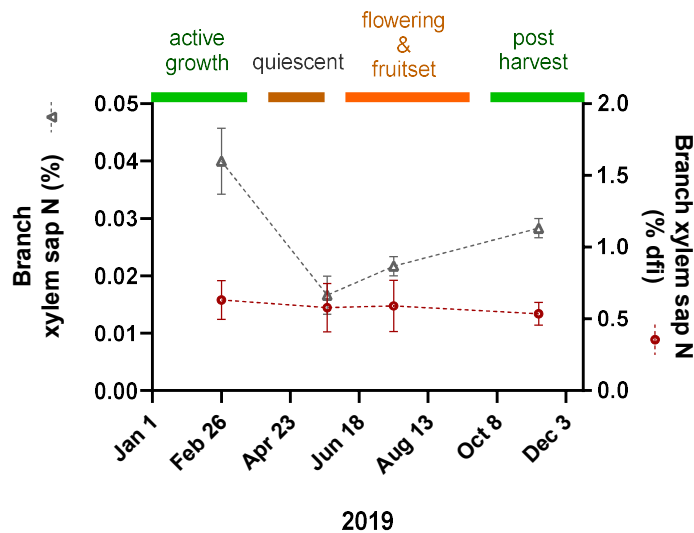 active
growth
quiescent
flowering
&
fruitset
post
harvest
Branch
xylem sap N (%)
0.05
0.04
0.03
0.02
0.01
0.00
2.0
1.5
1.0
0.5
0.0
Branch xylem sap N
(% dfi)
Jan 1
Feb 26
Apr 23
Jun 18
Aug 13
Oct 8
Dec 3
2019